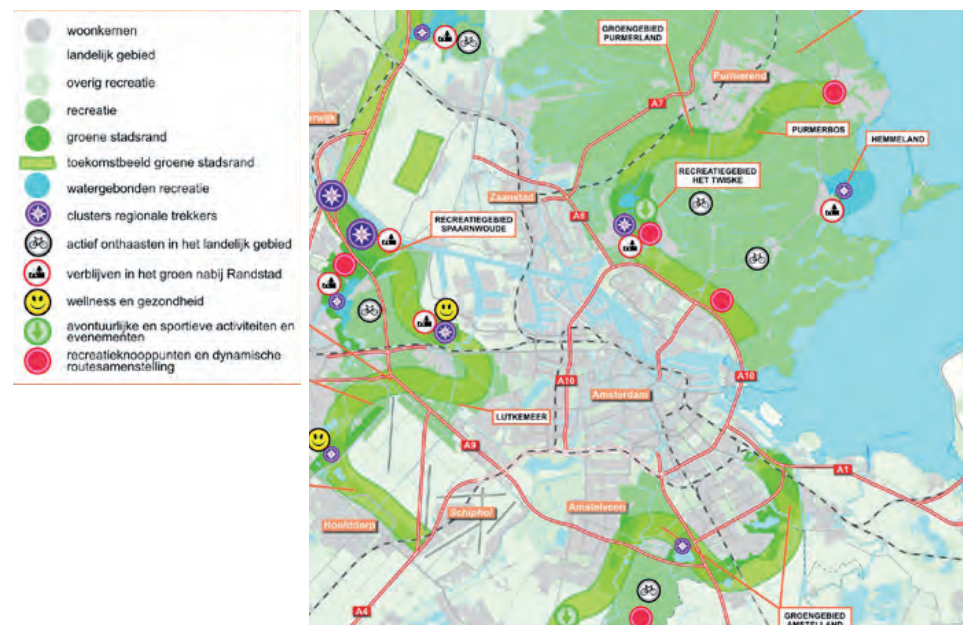 woonkernen
landelijk gebied
overig recreatie
recreatie
groene stadsrand
toekomstbeeld groene stadsrand
watergebonden recreatie
clusters regionale trekkers
actief onthaasten in het landelijk gebied
verblijven in het groen nabij Randstad
wellness en gezondheid
avontuurlijke en sportieve activiteiten en
evenementen
recreatieknooppunten en dynamische
routesamenstelling
GROENGEBIED
PURMERLAND
Purmerend
A7
PURMERBOS
HEMMELAND
erwijk
RECREATIEGEBIED
HET TWISKE
Zaanstad
A8
RECREATIEGEBIED
SPAARNWOUDE
A10
A10
Amsterdam
LUTKEMEER
A9
A1
Amstelveen
Schiphol
Hoofddorp
A4
GROENGEBIED
AMSTELLAND